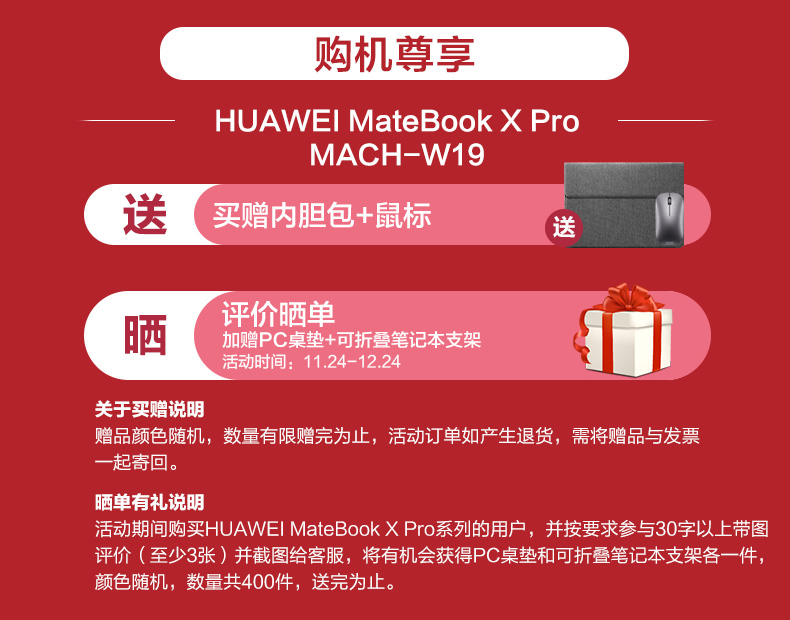 购机尊享
HUAWEI MateBook X Pro
MACH-W19
送 买赠内胆包+鼠标 送
晒 评价晒单
加赠PC桌垫+可折叠笔记本支架
活动时间：11.24-12.24
关于买赠说明
赠品颜色随机，数量有限赠完为止，活动订单如产生退货，需将赠品与发票
一起寄回。
晒单有礼说明
活动期间购买HUAWEI MateBook X Pro系列的用户，并按要求参与30字以上带图
评价（至少3张）并截图给客服，将有机会获得PC桌垫和可折叠笔记本支架各一件，
颜色随机，数量共400件，送完为止。